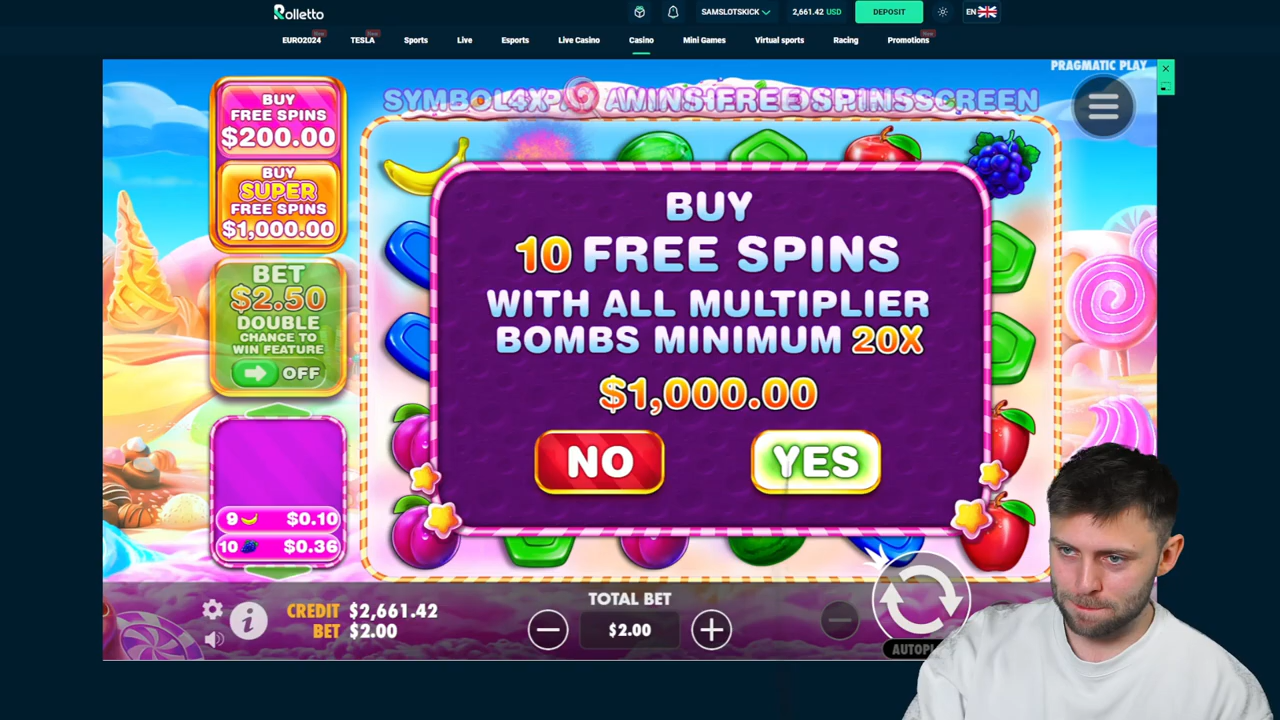 Rolletto
SAMSLOTSKICK
2,661.42 USD
DEPOSIT
EN
EURO2024
New
TESLA
New
Sports
Live
Esports
Live Casino
Casino
Mini Games
Virtual sports
Racing
Promotions
New
PRAGMATIC PLAY
BUY
FREE SPINS
$200.00
BUY
SUPER
FREE SPINS
$1,000.00
BET
$2.50
DOUBLE
CHANCE TO
WIN FEATURE
OFF
9
$0.10
10
$0.36
BUY
10 FREE SPINS
WITH ALL MULTIPLIER
BOMBS MINIMUM 20X
$1,000.00
NO
YES
CREDIT $2,661.42
BET $2.00
TOTAL BET
$2.00